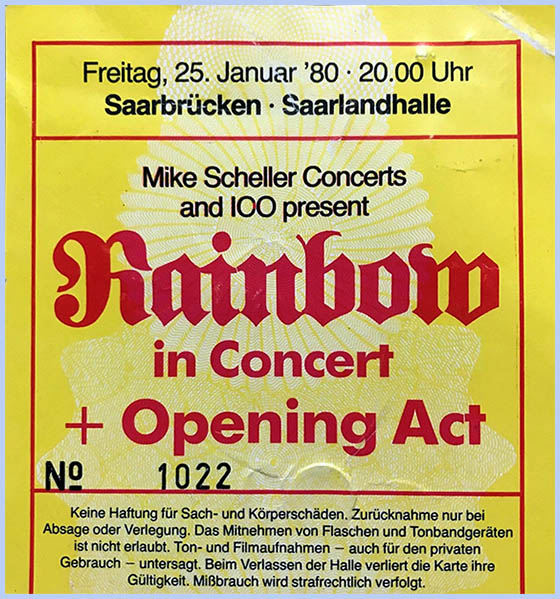 Freitag, 25. Januar '80 · 20.00 Uhr
Saarbrücken · Saarlandhalle
Mike Scheller Concerts
and IOO present
Rainbow
in Concert
+ Opening Act
Nº 1022
Keine Haftung für Sach- und Körperschäden. Zurücknahme nur bei
Absage oder Verlegung. Das Mitnehmen von Flaschen und Tonbandgeräten
ist nicht erlaubt. Ton- und Filmaufnahmen – auch für den privaten
Gebrauch – untersagt. Beim Verlassen der Halle verliert die Karte ihre
Gültigkeit. Mißbrauch wird strafrechtlich verfolgt.